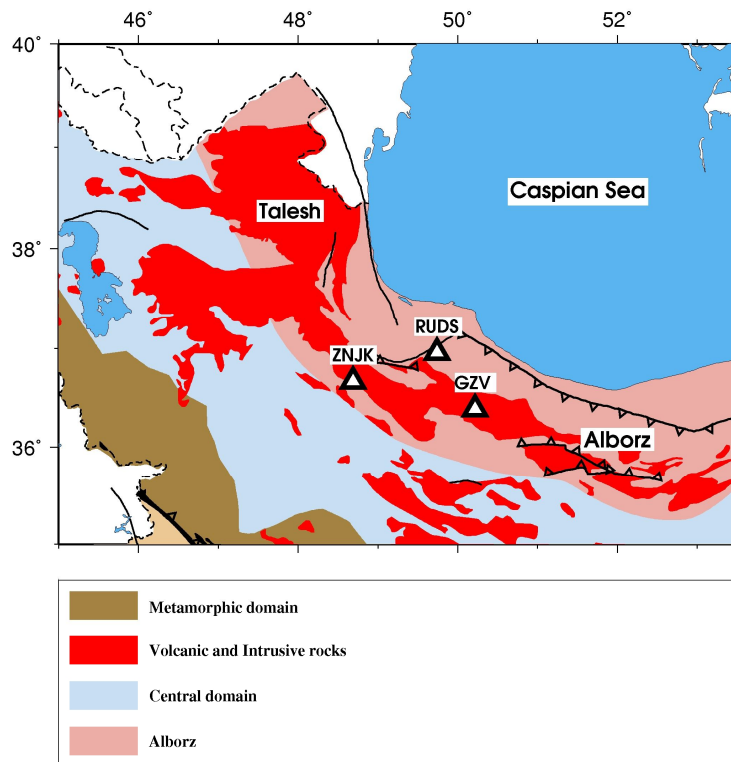 46° 48° 50° 52°
40°
Talesh
Caspian Sea
38°
RUDS
ZNJK
GZV
36°
Alborz
Metamorphic domain
Volcanic and Intrusive rocks
Central domain
Alborz